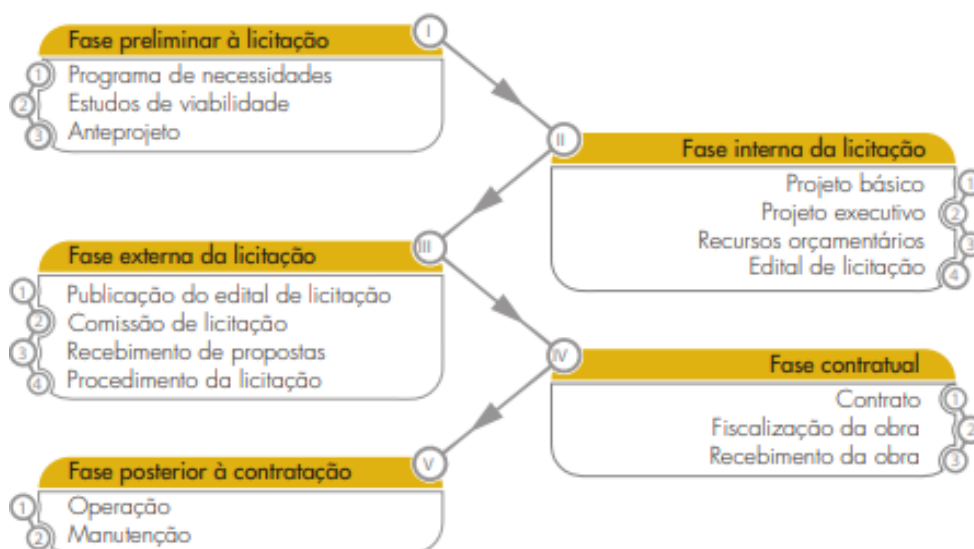 Fase preliminar à licitação
I
1 Programa de necessidades
2 Estudos de viabilidade
3 Anteprojeto
II
Fase interna da licitação
Projeto básico 1
Projeto executivo 2
Recursos orçamentários 3
Edital de licitação 4
Fase externa da licitação
III
1 Publicação do edital de licitação
2 Comissão de licitação
3 Recebimento de propostas
4 Procedimento da licitação
IV
Fase contratual
Contrato 1
Fiscalização da obra 2
Recebimento da obra 3
Fase posterior à contratação
V
1 Operação
2 Manutenção